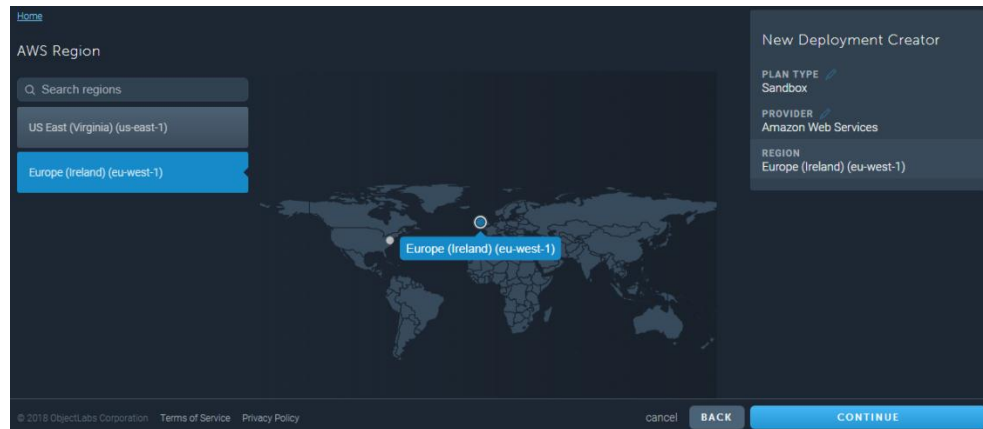 Home
AWS Region
Search regions
US East (Virginia) (us-east-1)
Europe (Ireland) (eu-west-1)
Europe (Ireland) (eu-west-1)
New Deployment Creator
PLAN TYPE
Sandbox
PROVIDER
Amazon Web Services
REGION
Europe (Ireland) (eu-west-1)
© 2018 ObjectLabs Corporation Terms of Service Privacy Policy
cancel BACK CONTINUE